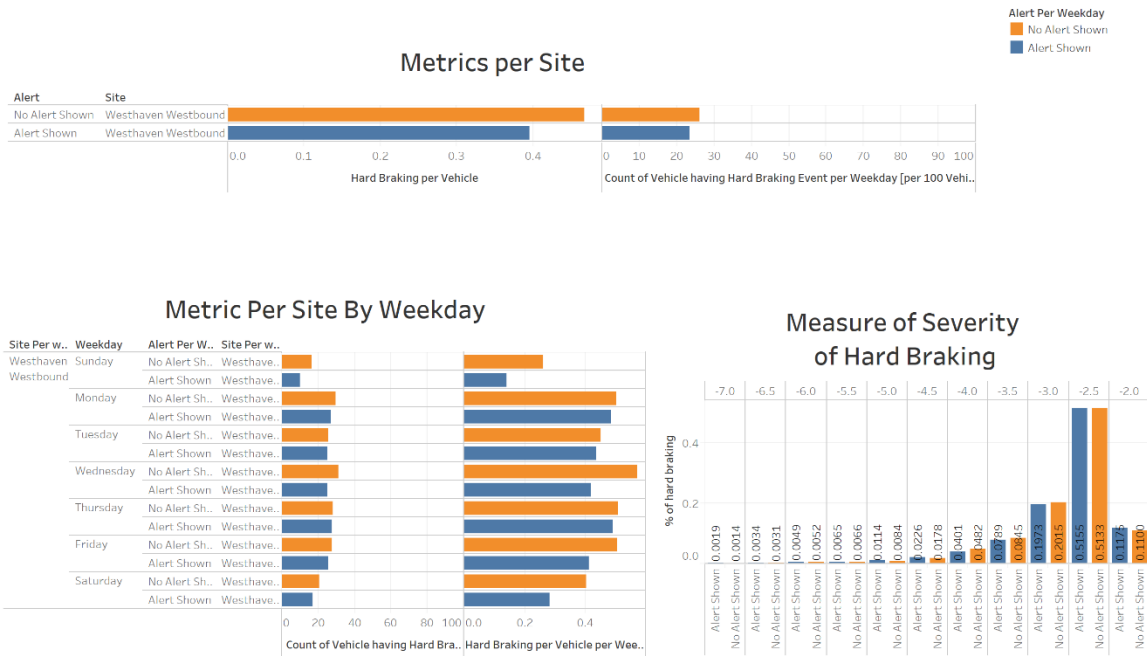 Alert Per Weekday
No Alert Shown
Alert Shown
Metrics per Site
Alert Site
No Alert Shown Westhaven Westbound
Alert Shown Westhaven Westbound
0.0 0.1 0.2 0.3 0.4 0 10 20 30 40 50 60 70 80 90 100
Hard Braking per Vehicle Count of Vehicle having Hard Braking Event per Weekday [per 100 Vehi..
Metric Per Site By Weekday
Site Per w.. Weekday Alert Per W.. Site Per w..
Westhaven Sunday No Alert Sh.. Westhave..
Westbound Alert Shown Westhave..
Monday No Alert Sh.. Westhave..
Alert Shown Westhave..
Tuesday No Alert Sh.. Westhave..
Alert Shown Westhave..
Wednesday No Alert Sh.. Westhave..
Alert Shown Westhave..
Thursday No Alert Sh.. Westhave..
Alert Shown Westhave..
Friday No Alert Sh.. Westhave..
Alert Shown Westhave..
Saturday No Alert Sh.. Westhave..
Alert Shown Westhave..
0 20 40 60 80 100 0.0 0.2 0.4
Count of Vehicle having Hard Bra.. Hard Braking per Vehicle per Wee..
Measure of Severity
of Hard Braking
-7.0 -6.5 -6.0 -5.5 -5.0 -4.5 -4.0 -3.5 -3.0 -2.5 -2.0
% of hard braking
0.4
0.2
0.0
0.0019 0.0014 0.0034 0.0031 0.0049 0.0052 0.0065 0.0066 0.0114 0.0084 0.0226 0.0178 0.0401 0.0482 0.0789 0.0845 0.1973 0.2015 0.5155 0.5133 0.1175 0.1100
Alert Shown No Alert Shown Alert Shown No Alert Shown Alert Shown No Alert Shown Alert Shown No Alert Shown Alert Shown No Alert Shown Alert Shown No Alert Shown Alert Shown No Alert Shown Alert Shown No Alert Shown Alert Shown No Alert Shown Alert Shown No Alert Shown Alert Shown No Alert Shown